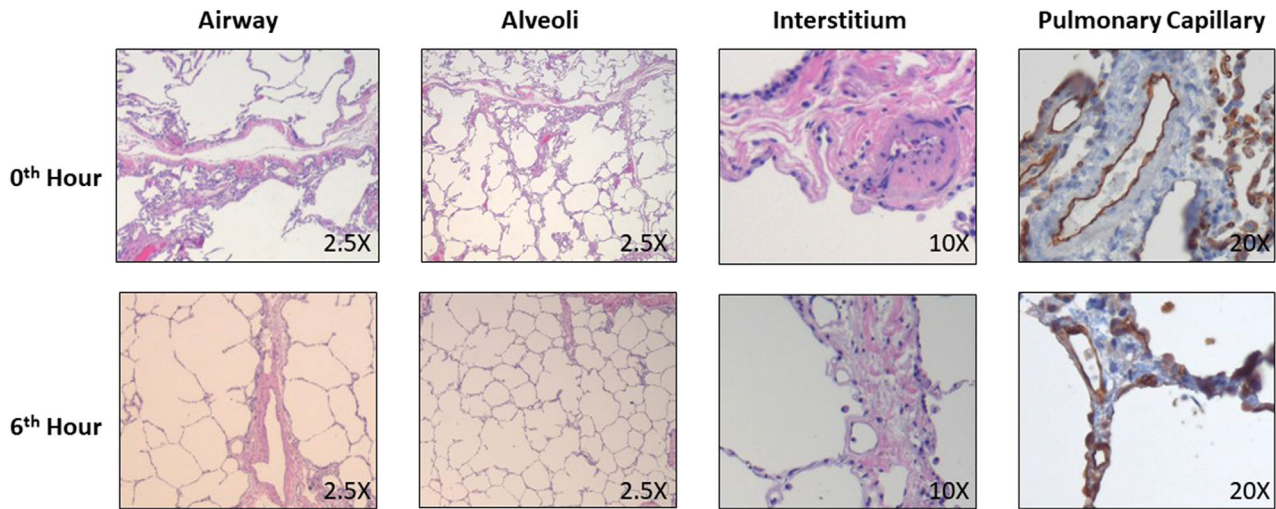 Airway Alveoli Interstitium Pulmonary Capillary
0th Hour 2.5X 2.5X 10X 20X
6th Hour 2.5X 2.5X 10X 20X